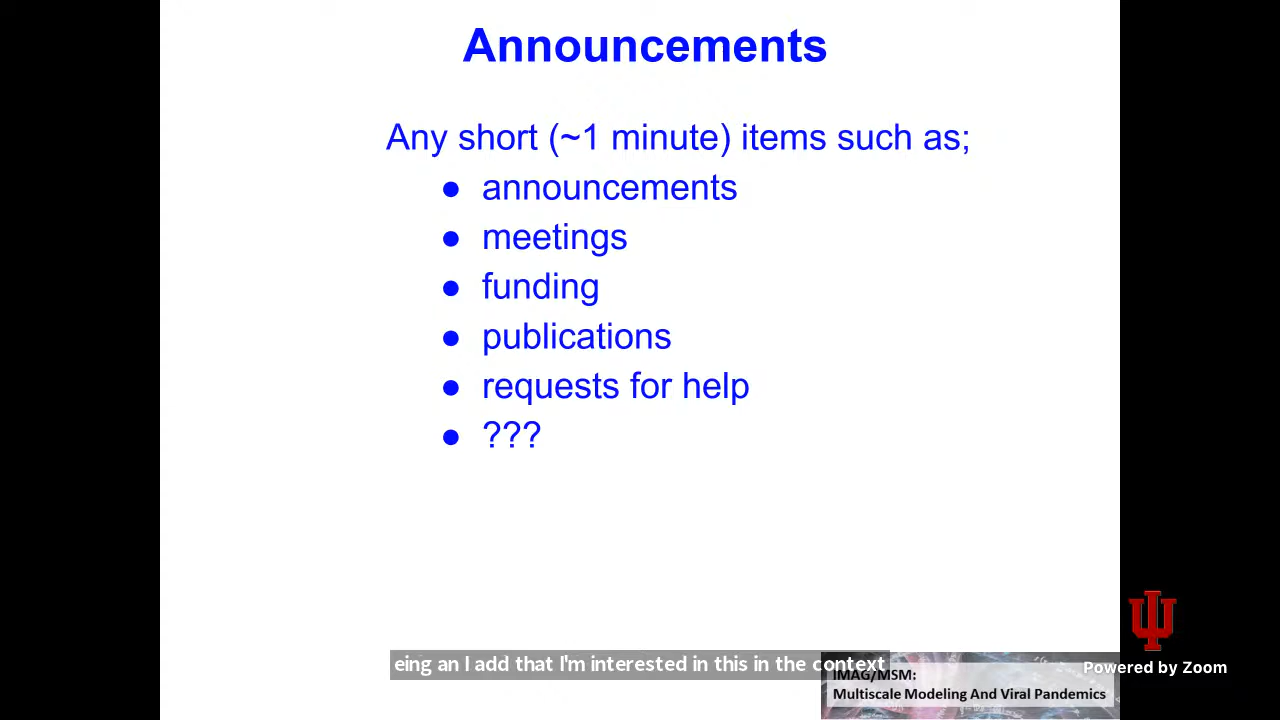 Announcements
Any short (~1 minute) items such as;
● announcements
● meetings
● funding
● publications
● requests for help
● ???
eing an I add that I'm interested in this in the context
IMAG/MSM:
Multiscale Modeling And Viral Pandemics
Powered by Zoom